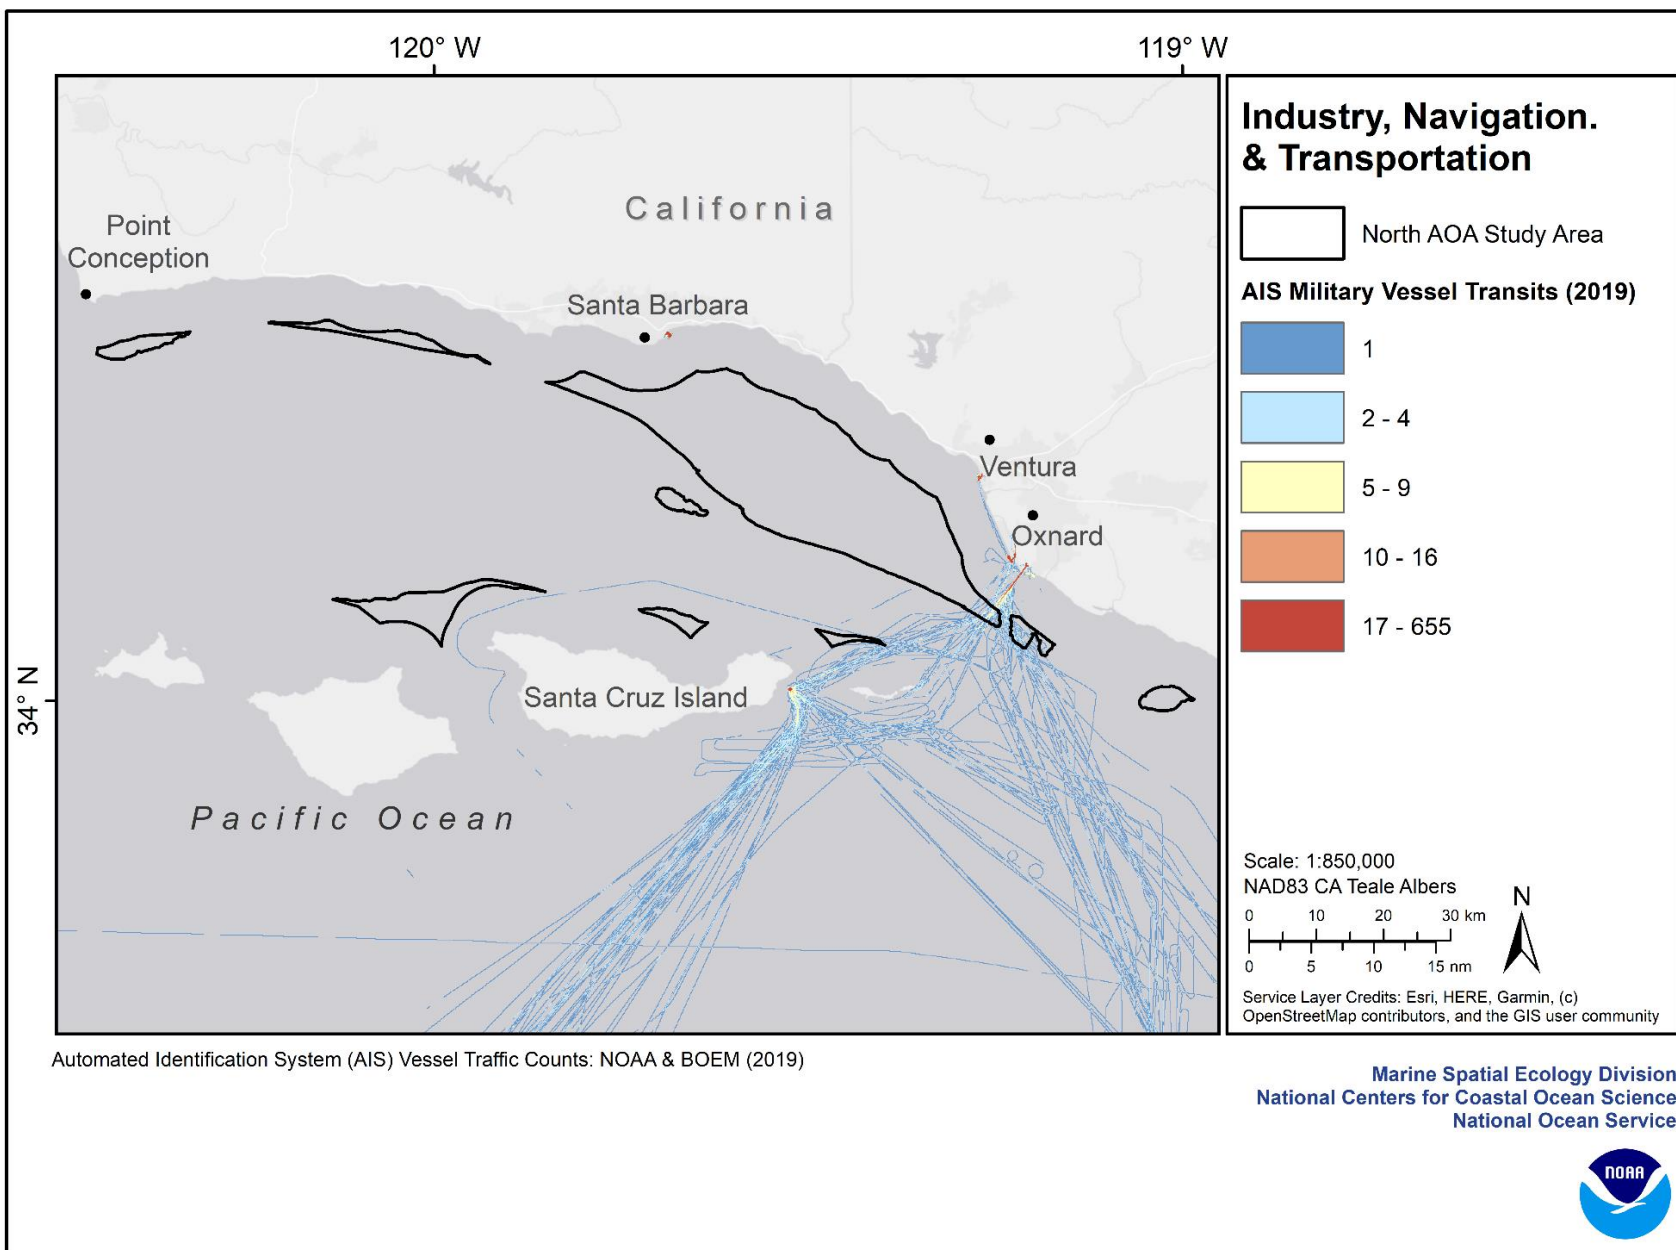 120° W
119° W
Industry, Navigation.
& Transportation
North AOA Study Area
AIS Military Vessel Transits (2019)
1
2 - 4
5 - 9
10 - 16
17 - 655
California
Point
Conception
Santa Barbara
Ventura
Oxnard
34° N
Santa Cruz Island
Pacific Ocean
Scale: 1:850,000
NAD83 CA Teale Albers
N
0 10 20 30 km
0 5 10 15 nm
Service Layer Credits: Esri, HERE, Garmin, (c)
OpenStreetMap contributors, and the GIS user community
Automated Identification System (AIS) Vessel Traffic Counts: NOAA & BOEM (2019)
Marine Spatial Ecology Division
National Centers for Coastal Ocean Science
National Ocean Service
NOAA